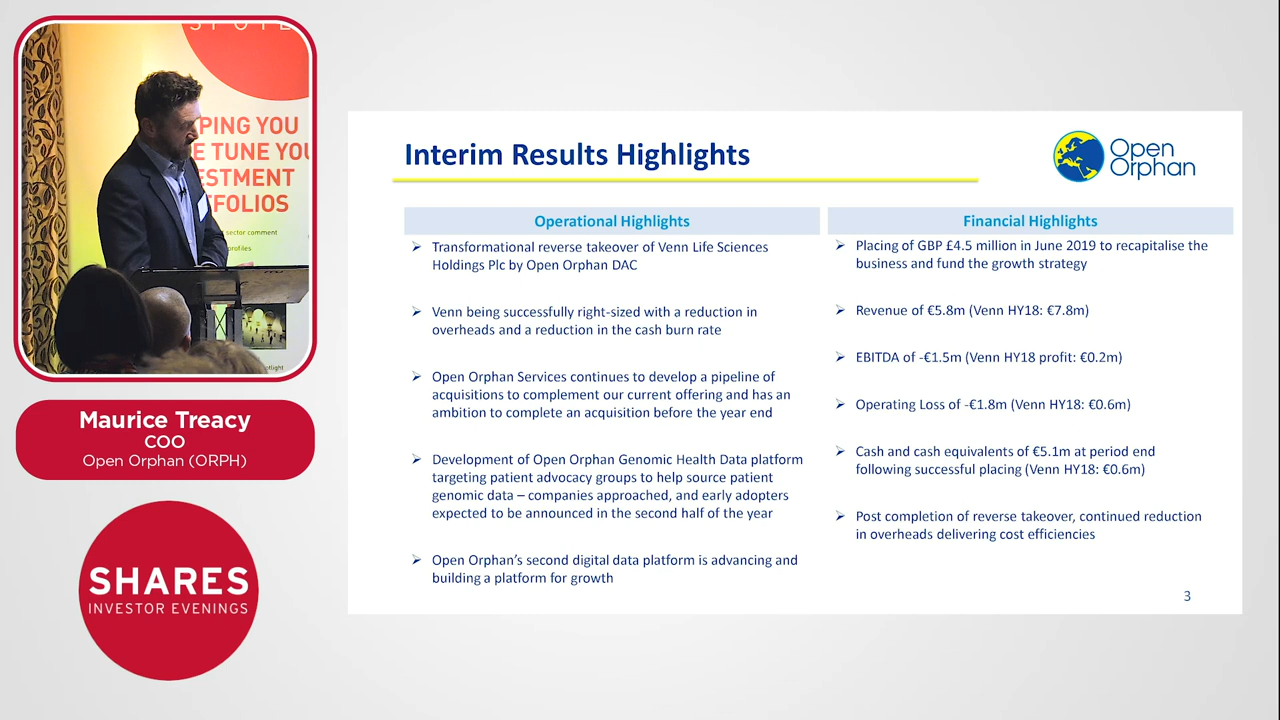 PING YOU
E TUNE YOU
ESTMENT
FOLIOS
sector comment
profiles
Maurice Treacy
COO
Open Orphan (ORPH)
SHARES
INVESTOR EVENINGS
Interim Results Highlights
Open
Orphan
Operational Highlights
Transformational reverse takeover of Venn Life Sciences
Holdings Plc by Open Orphan DAC
Venn being successfully right-sized with a reduction in
overheads and a reduction in the cash burn rate
Open Orphan Services continues to develop a pipeline of
acquisitions to complement our current offering and has an
ambition to complete an acquisition before the year end
Development of Open Orphan Genomic Health Data platform
targeting patient advocacy groups to help source patient
genomic data – companies approached, and early adopters
expected to be announced in the second half of the year
Open Orphan's second digital data platform is advancing and
building a platform for growth
Financial Highlights
Placing of GBP £4.5 million in June 2019 to recapitalise the
business and fund the growth strategy
Revenue of €5.8m (Venn HY18: €7.8m)
EBITDA of -€1.5m (Venn HY18 profit: €0.2m)
Operating Loss of -€1.8m (Venn HY18: €0.6m)
Cash and cash equivalents of €5.1m at period end
following successful placing (Venn HY18: €0.6m)
Post completion of reverse takeover, continued reduction
in overheads delivering cost efficiencies
3